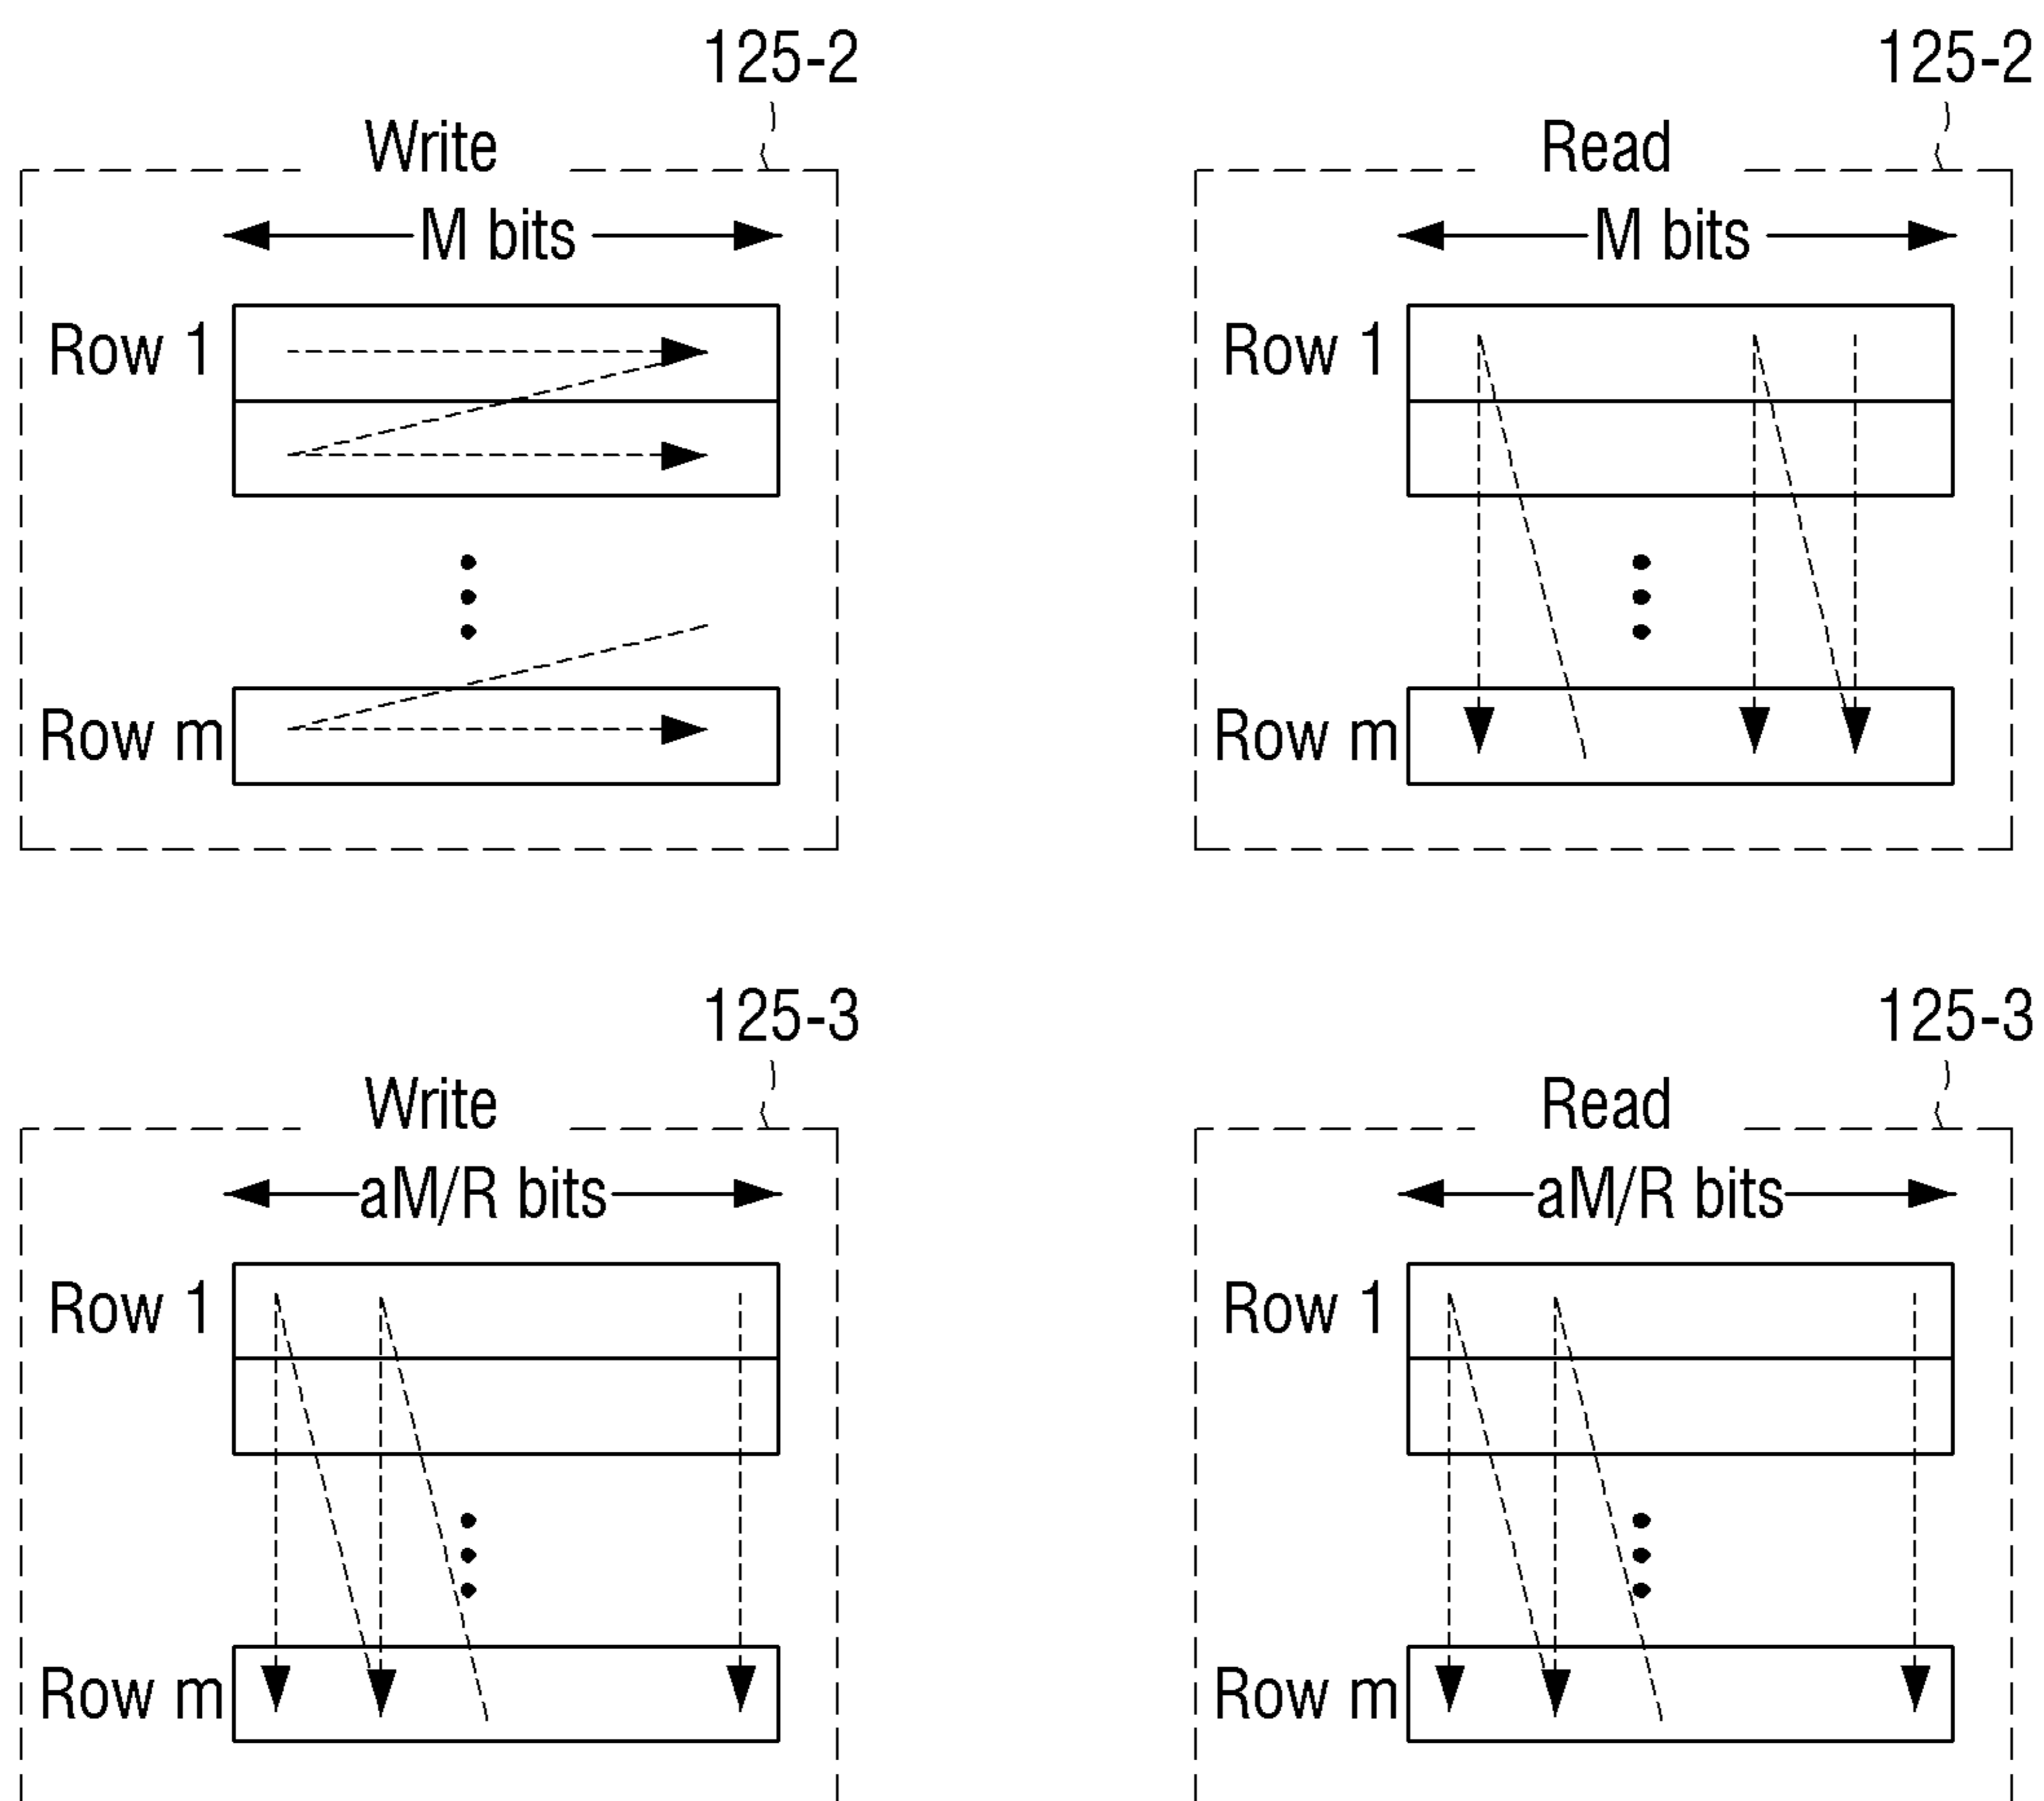 125-2
125-2
Write
Read
M bits
M bits
Row 1
Row 1
Row m
Row m
125-3
125-3
Write
Read
aM/R bits
aM/R bits
Row 1
Row 1
Row m
Row m